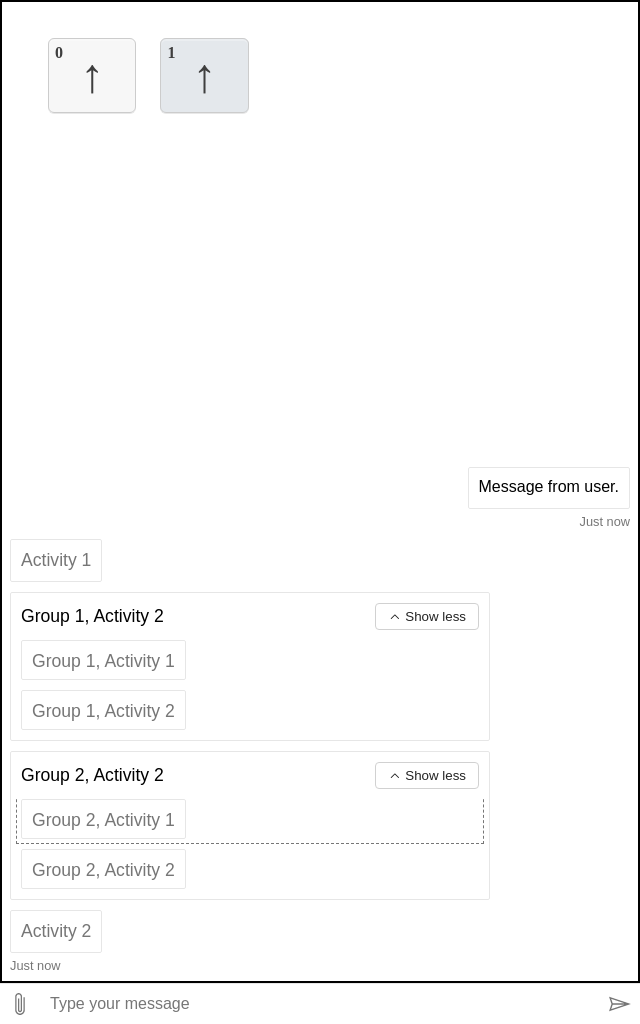 0 ↑ 1 ↑
Message from user.
Just now
Activity 1
Group 1, Activity 2 Show less
Group 1, Activity 1
Group 1, Activity 2
Group 2, Activity 2 Show less
Group 2, Activity 1
Group 2, Activity 2
Activity 2
Just now
Type your message